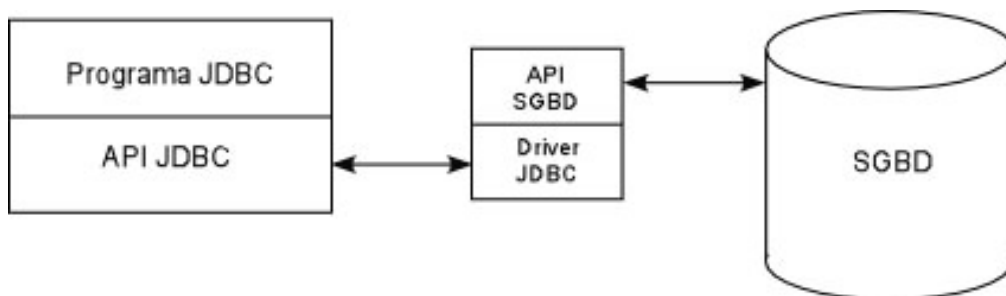 Programa JDBC
API JDBC
API
SGBD
Driver
JDBC
SGBD